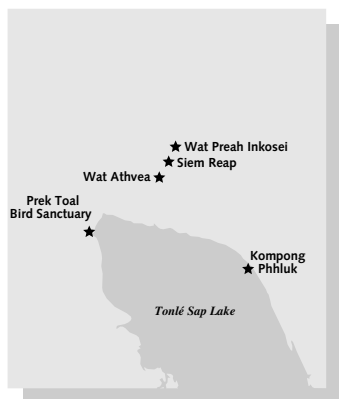 Wat Preah Inkosei
Siem Reap
Wat Athvea
Prek Toal
Bird Sanctuary
Kompong
Phhluk
Tonlé Sap Lake